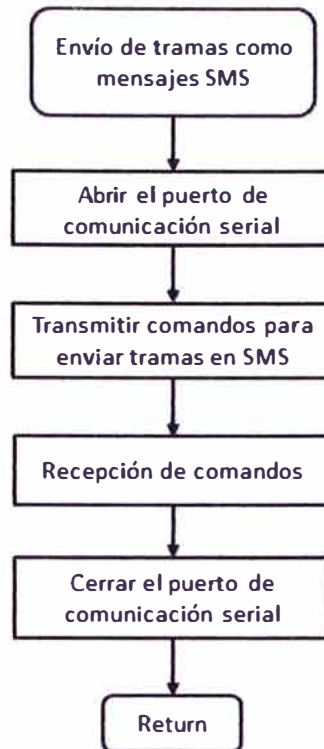 Envío de tramas como
mensajes SMS
Abrir el puerto de
comunicación serial
Transmitir comandos para
enviar tramas en SMS
Recepción de comandos
Cerrar el puerto de
comunicación serial
Return